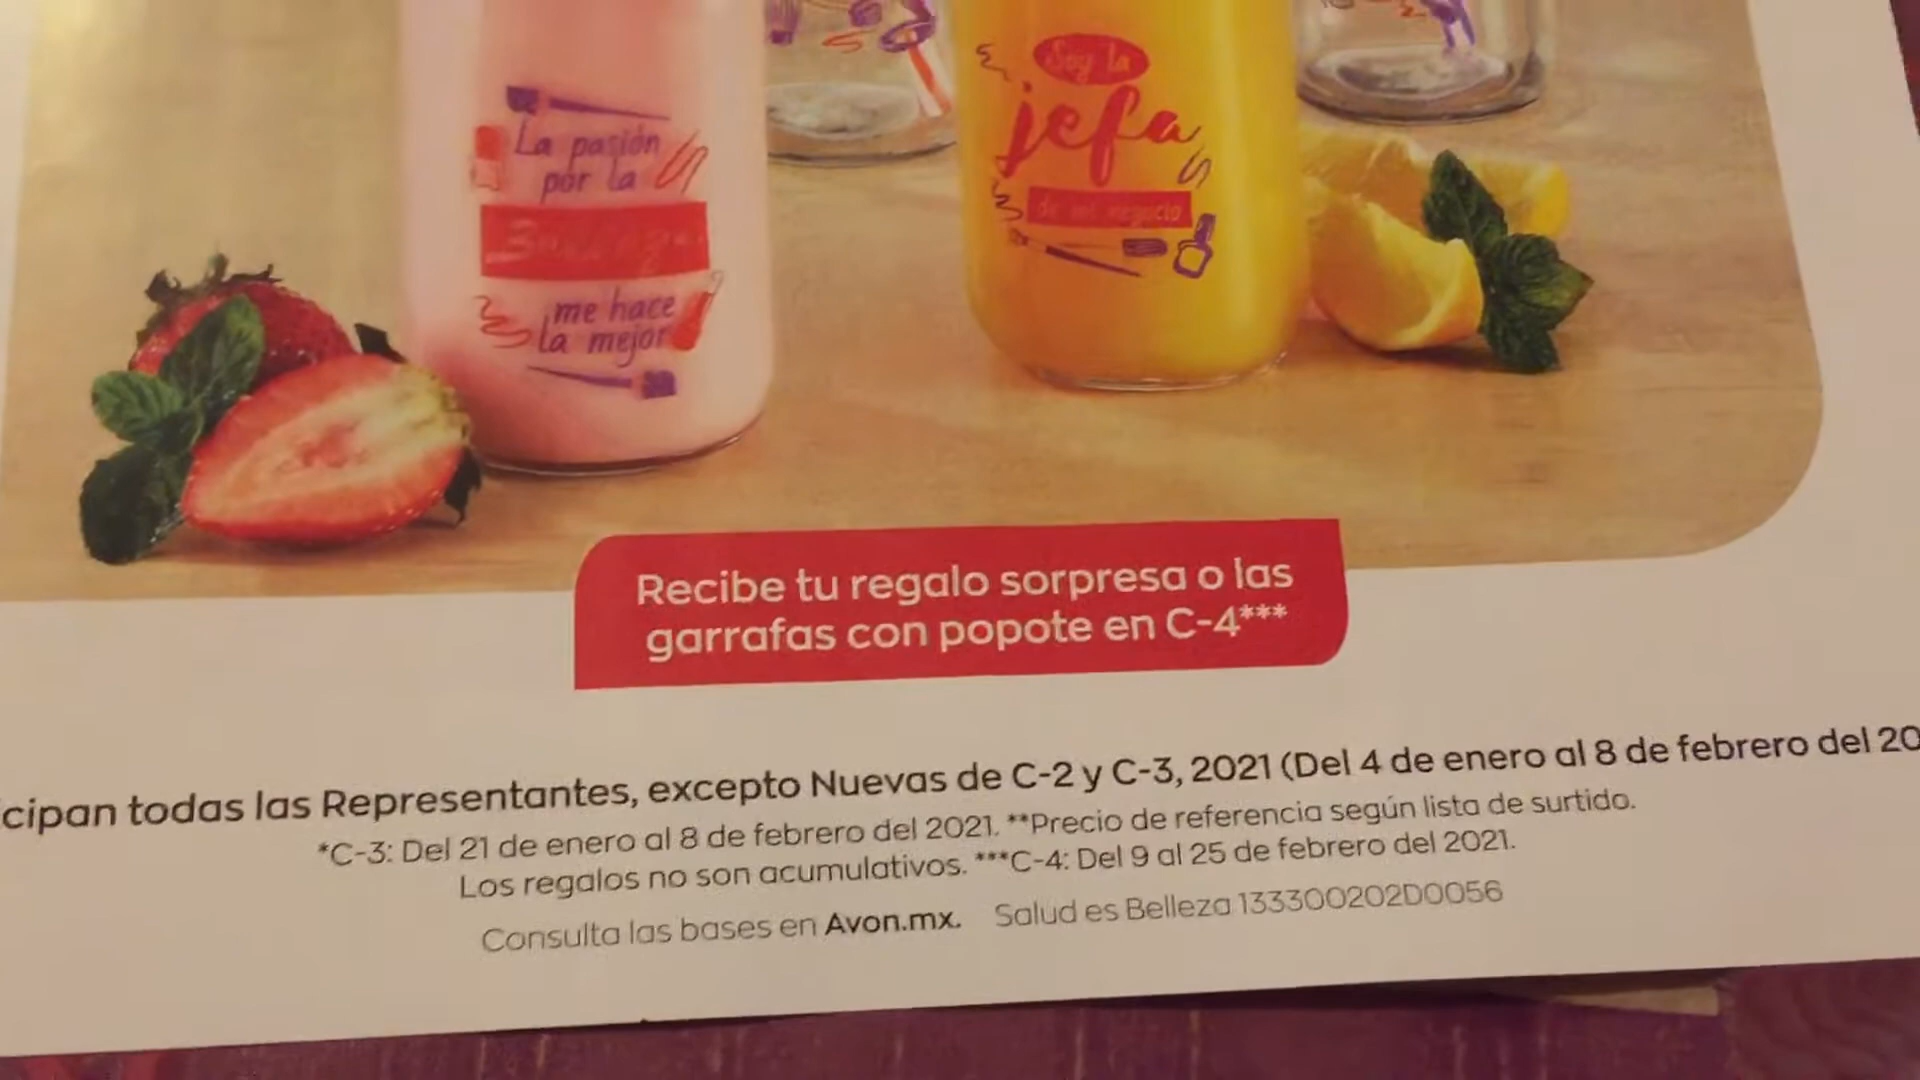 La pasión
por la
Belleza
me hace
la mejor
Soy la
jefa
de mi negocio
Recibe tu regalo sorpresa o las
garrafas con popote en C-4***
cipan todas las Representantes, excepto Nuevas de C-2 y C-3, 2021 (Del 4 de enero al 8 de febrero del 20
*C-3: Del 21 de enero al 8 de febrero del 2021. **Precio de referencia según lista de surtido.
Los regalos no son acumulativos. ***C-4: Del 9 al 25 de febrero del 2021.
Consulta las bases en Avon.mx. Salud es Belleza 133300202D0056